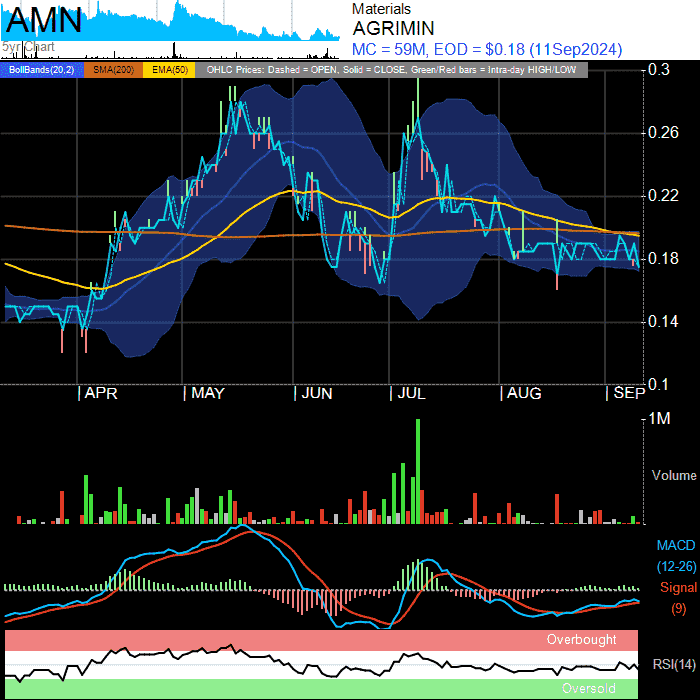 AMN
5yr Chart
Materials
AGRIMIN
MC = 59M, EOD = $0.18 (11Sep2024)
BollBands(20,2) SMA(200) EMA(50) OHLC Prices: Dashed = OPEN, Solid = CLOSE, Green/Red bars = Intra-day HIGH/LOW
0.3
0.26
0.22
0.18
0.14
0.1
APR MAY JUN JUL AUG SEP
1M
Volume
MACD
(12-26)
Signal
(9)
Overbought
RSI(14)
Oversold